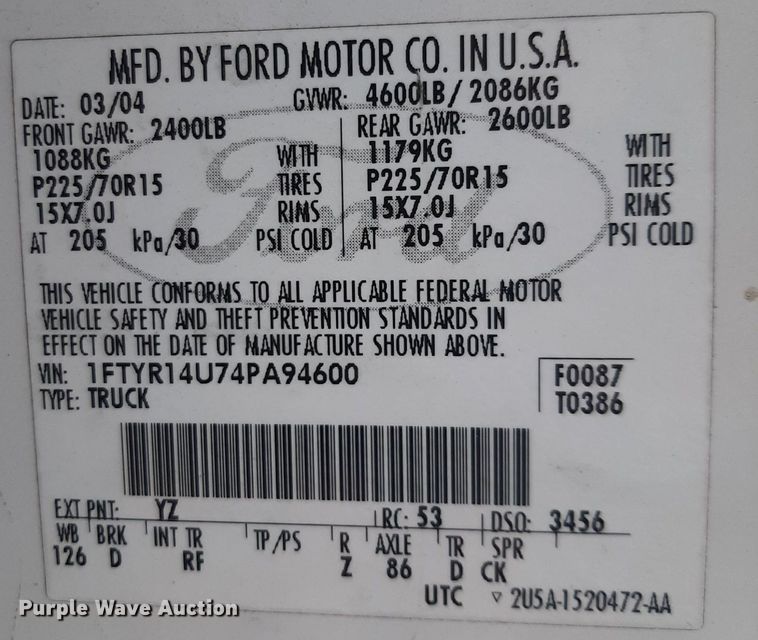 MFD. BY FORD MOTOR CO. IN U.S.A.
DATE: 03/04 GVWR: 4600LB/ 2086KG
FRONT GAWR: 2400LB REAR GAWR: 2600LB
1088KG WITH 1179KG WITH
P225/70R15 TIRES P225/70R15 TIRES
15X7.0J RIMS 15X7.0J RIMS
AT 205 kPa/30 PSI COLD AT 205 kPa/30 PSI COLD
Ford
THIS VEHICLE CONFORMS TO ALL APPLICABLE FEDERAL MOTOR
VEHICLE SAFETY AND THEFT PREVENTION STANDARDS IN
EFFECT ON THE DATE OF MANUFACTURE SHOWN ABOVE.
VIN: 1FTYR14U74PA94600 F0087
TYPE: TRUCK T0386
EXT PNT: YZ RC: 53 DSO: 3456
WB BRK INT TR TP/PS R AXLE TR SPR
126 D RF Z 86 D CK
UTC ▿ 2U5A-1520472-AA
Purple Wave Auction